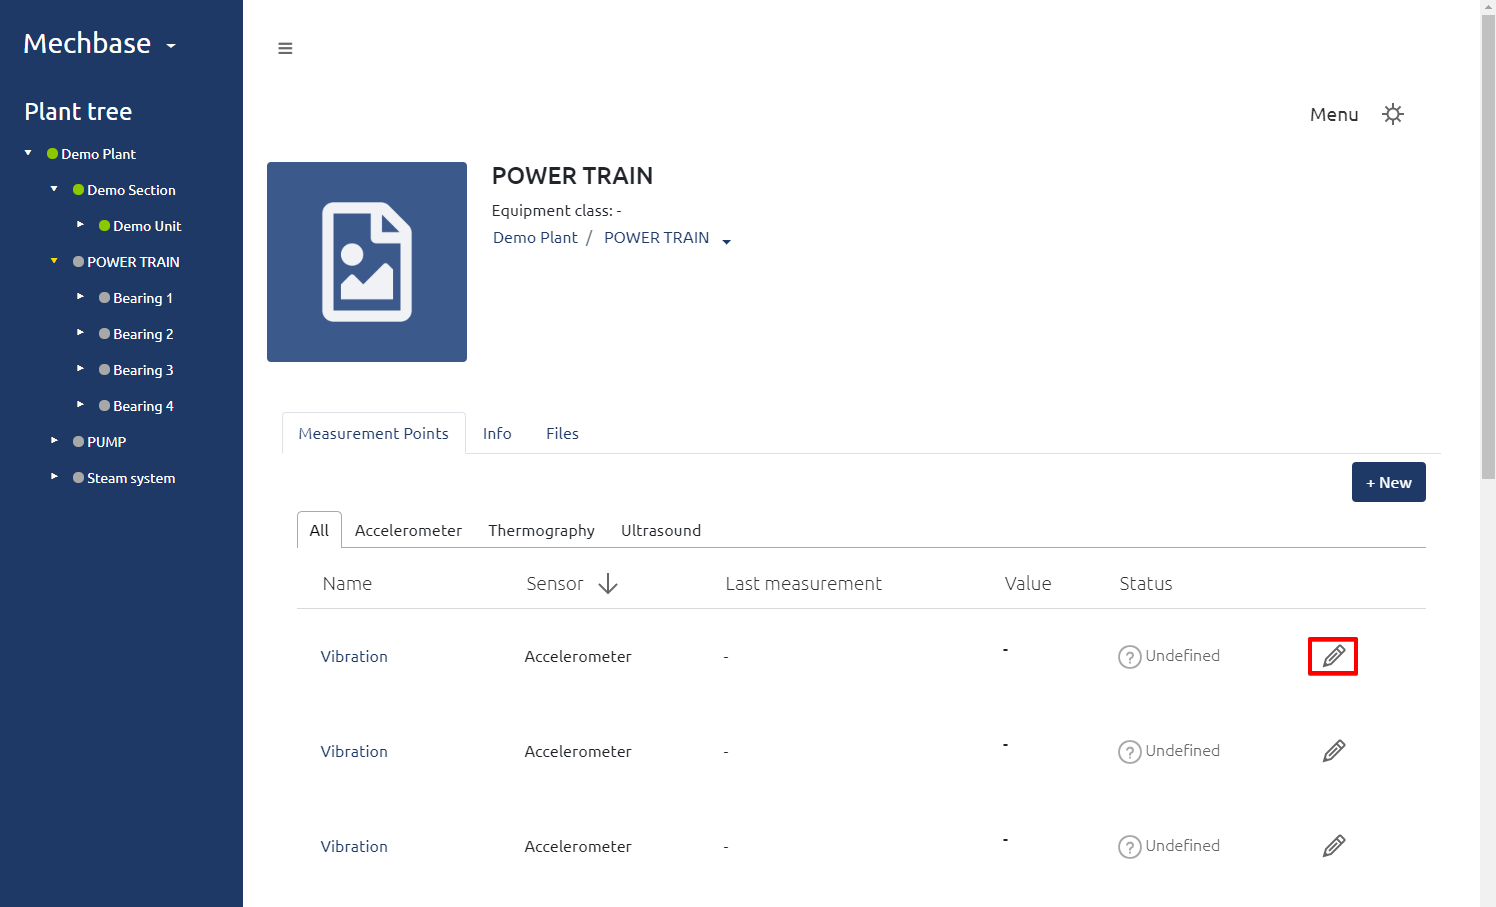 Mechbase
Plant tree
Demo Plant
Demo Section
Demo Unit
POWER TRAIN
Bearing 1
Bearing 2
Bearing 3
Bearing 4
PUMP
Steam system
Menu
POWER TRAIN
Equipment class: -
Demo Plant / POWER TRAIN
Measurement Points Info Files
+ New
All Accelerometer Thermography Ultrasound
Name Sensor Last measurement Value Status
Vibration Accelerometer - - ? Undefined
Vibration Accelerometer - - ? Undefined
Vibration Accelerometer - - ? Undefined